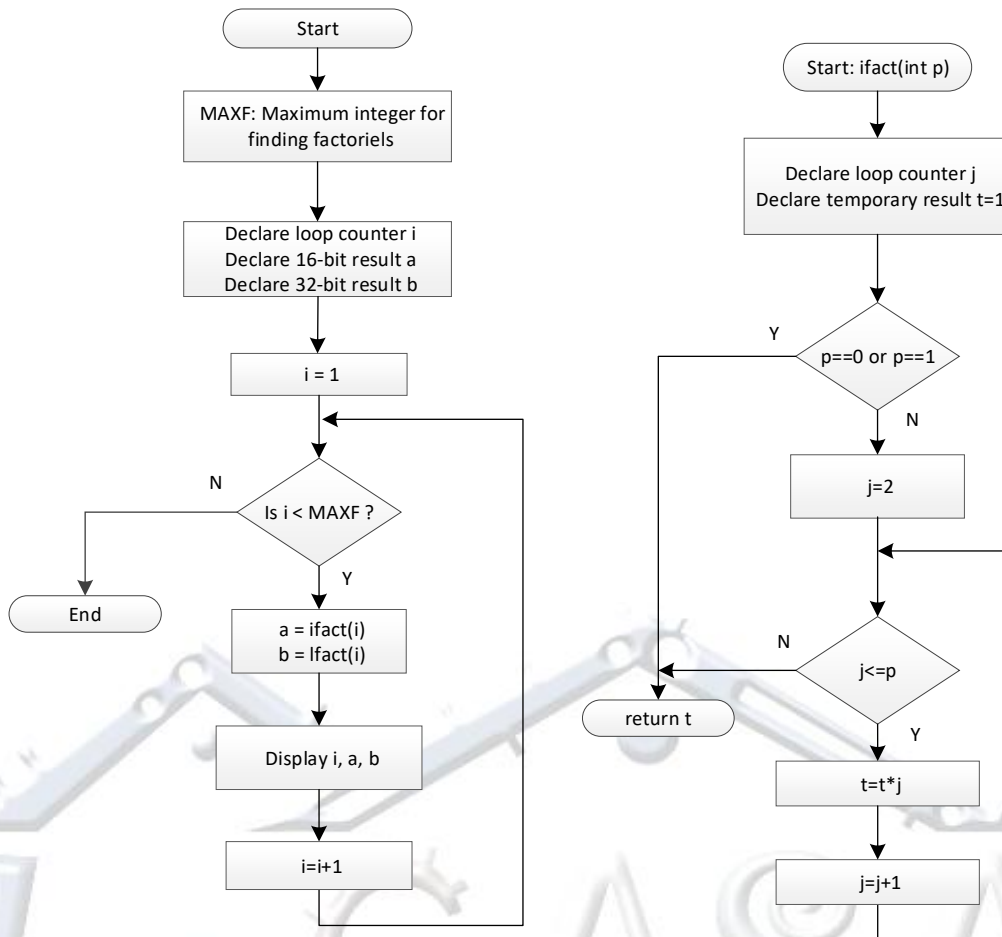 Start
MAXF: Maximum integer for
finding factoriels
Declare loop counter i
Declare 16-bit result a
Declare 32-bit result b
i = 1
Is i < MAXF ?
N
Y
End
a = ifact(i)
b = lfact(i)
Display i, a, b
i=i+1
Start: ifact(int p)
Declare loop counter j
Declare temporary result t=1
p==0 or p==1
Y
N
j=2
j<=p
N
Y
return t
t=t*j
j=j+1